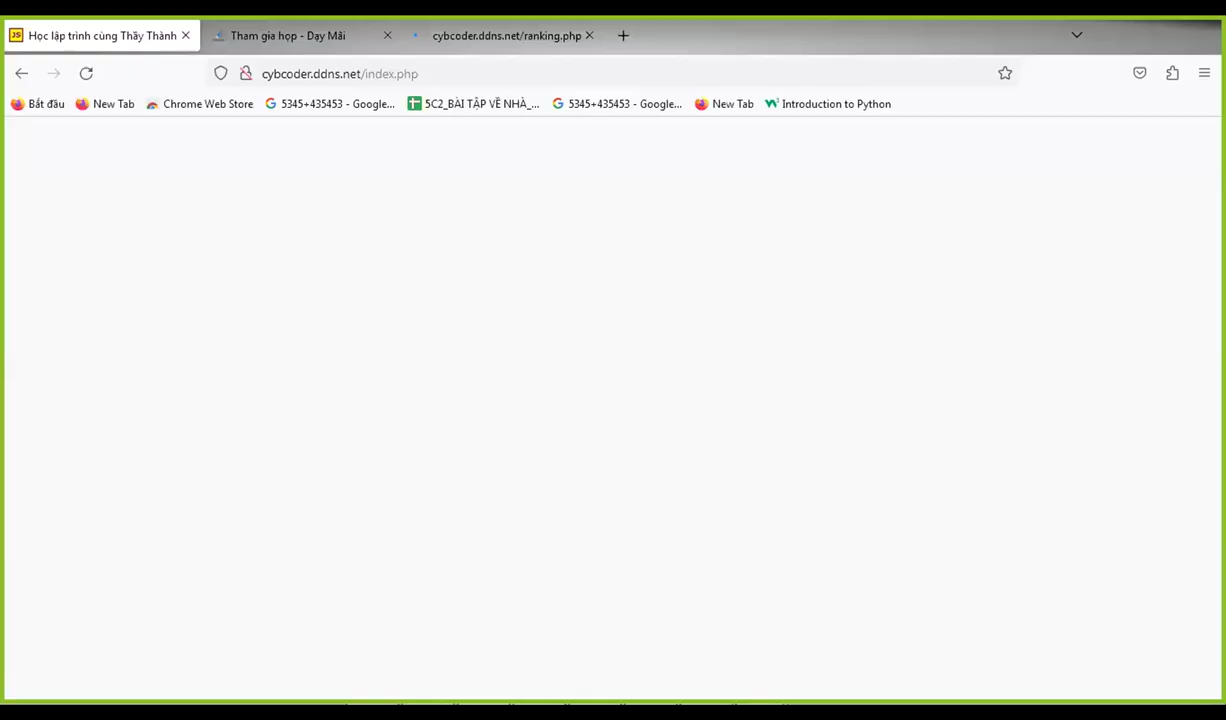 JS Học lập trình cùng Thầy Thành
Tham gia họp - Dạy Mãi
cybcoder.ddns.net/ranking.php
cybcoder.ddns.net/index.php
Bắt đầu New Tab Chrome Web Store 5345+435453 - Google... 5C2_BÀI TẬP VỀ NHÀ_... 5345+435453 - Google... New Tab Introduction to Python